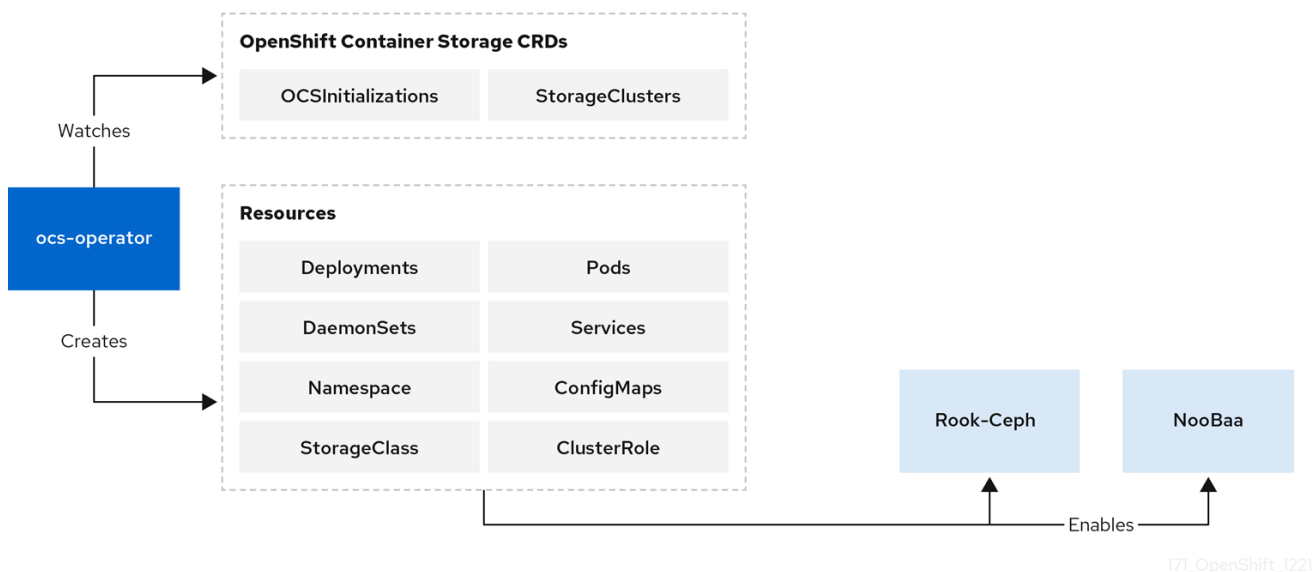 OpenShift Container Storage CRDs
OCSInitializations
StorageClusters
Watches
ocs-operator
Resources
Deployments
Pods
DaemonSets
Services
Creates
Namespace
ConfigMaps
StorageClass
ClusterRole
Rook-Ceph
NooBaa
Enables
171_OpenShift_1221